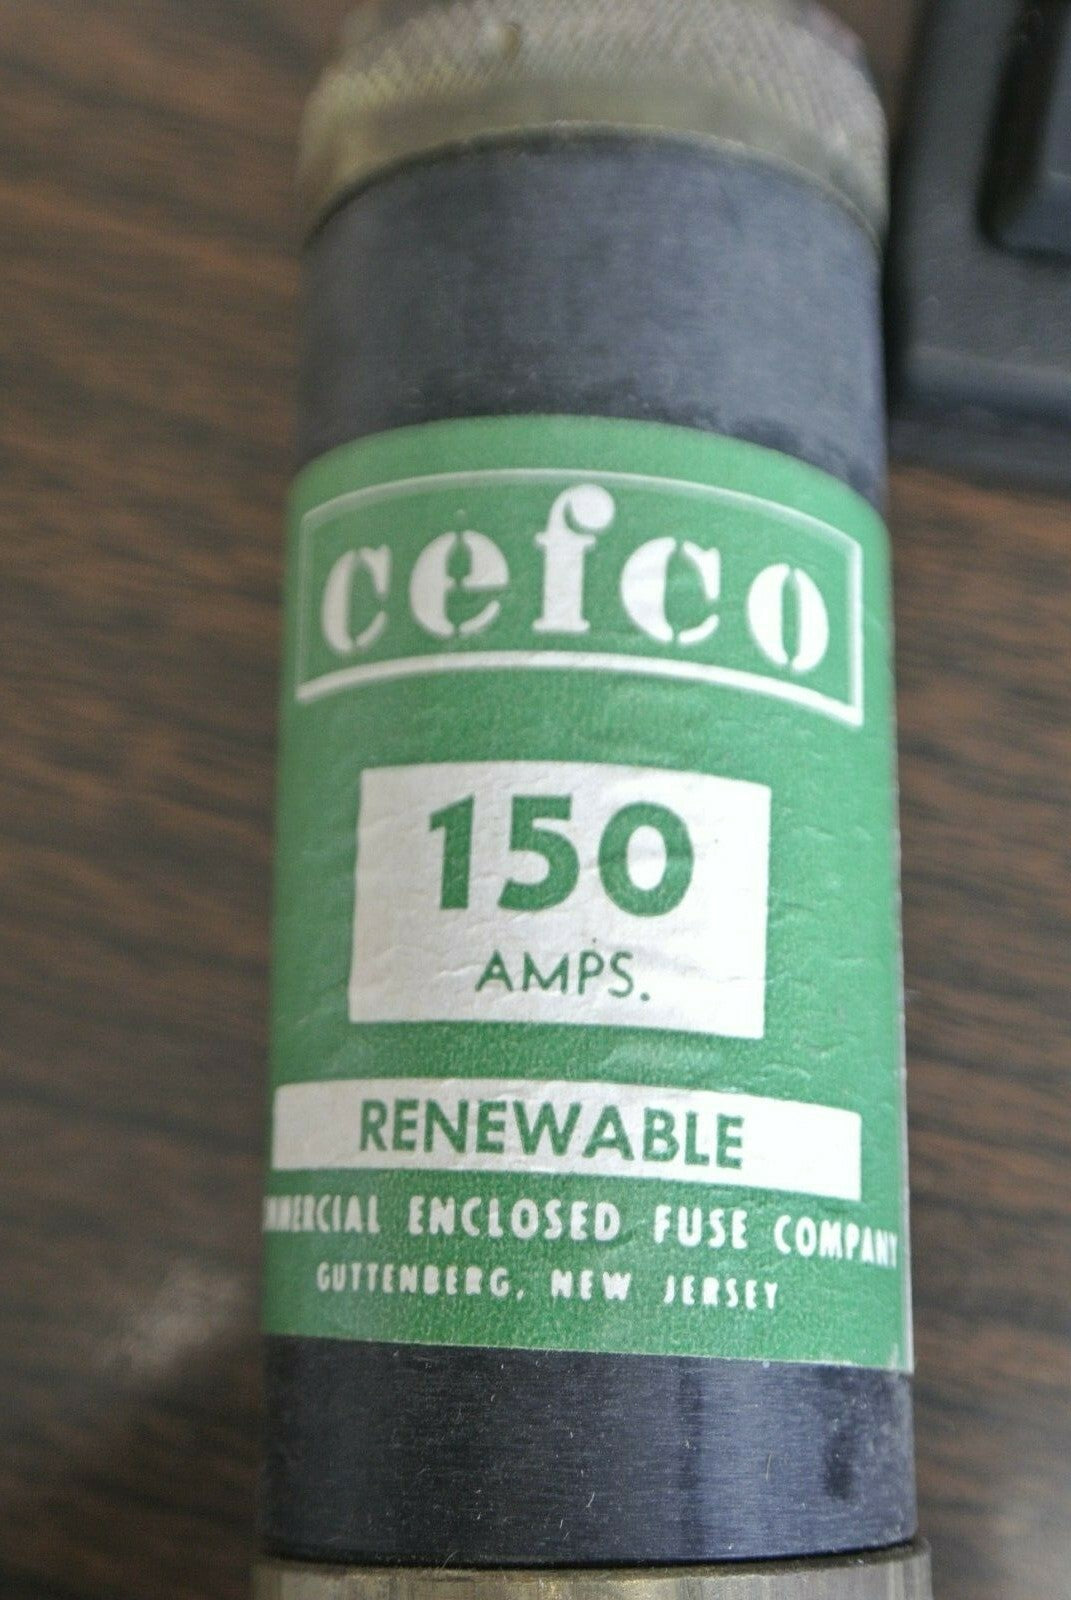 cefco
150
AMPS.
RENEWABLE
MMERCIAL ENCLOSED FUSE COMPANY
GUTTENBERG, NEW JERSEY